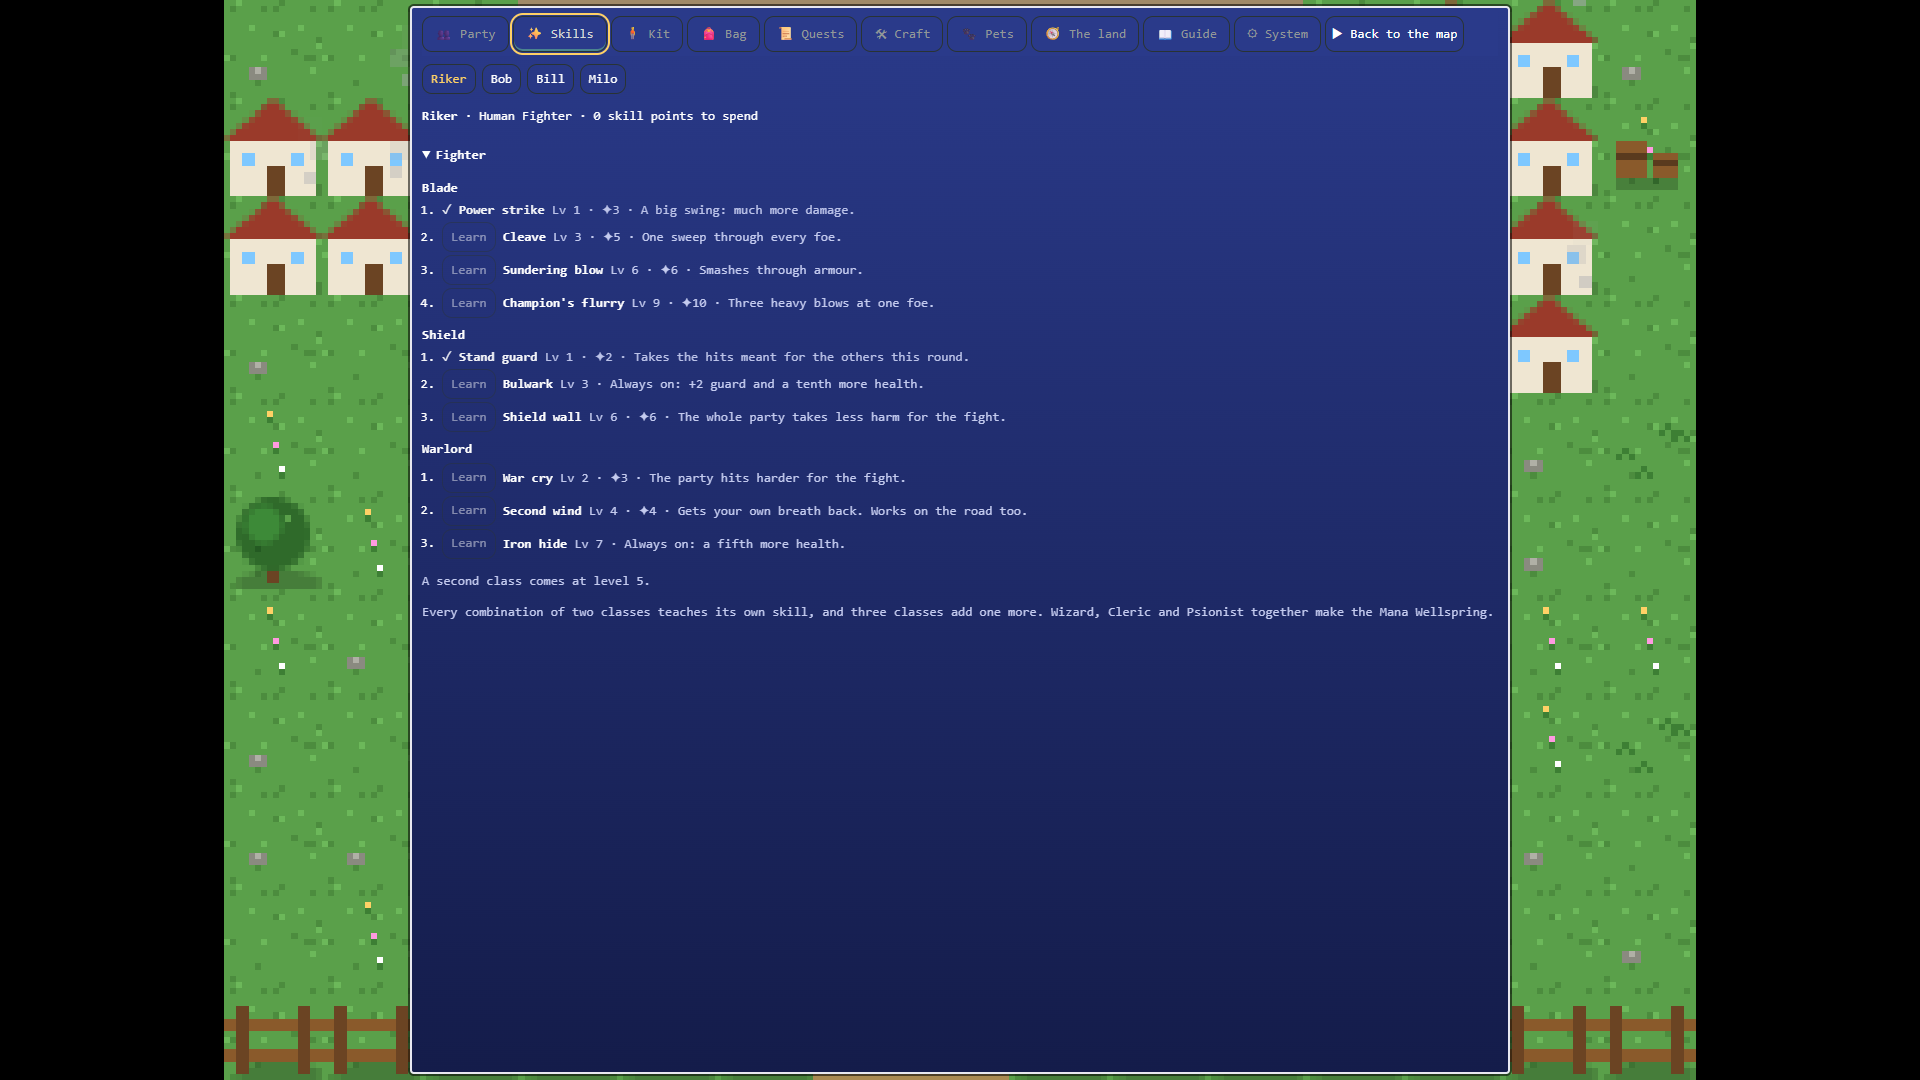 Party Skills Kit Bag Quests Craft Pets The land Guide System ▶ Back to the map
Riker Bob Bill Milo
Riker · Human Fighter · 0 skill points to spend
▼ Fighter
Blade
1. ✓ Power strike Lv 1 · ✦3 · A big swing: much more damage.
2. Learn Cleave Lv 3 · ✦5 · One sweep through every foe.
3. Learn Sundering blow Lv 6 · ✦6 · Smashes through armour.
4. Learn Champion's flurry Lv 9 · ✦10 · Three heavy blows at one foe.
Shield
1. ✓ Stand guard Lv 1 · ✦2 · Takes the hits meant for the others this round.
2. Learn Bulwark Lv 3 · Always on: +2 guard and a tenth more health.
3. Learn Shield wall Lv 6 · ✦6 · The whole party takes less harm for the fight.
Warlord
1. Learn War cry Lv 2 · ✦3 · The party hits harder for the fight.
2. Learn Second wind Lv 4 · ✦4 · Gets your own breath back. Works on the road too.
3. Learn Iron hide Lv 7 · Always on: a fifth more health.
A second class comes at level 5.
Every combination of two classes teaches its own skill, and three classes add one more. Wizard, Cleric and Psionist together make the Mana Wellspring.